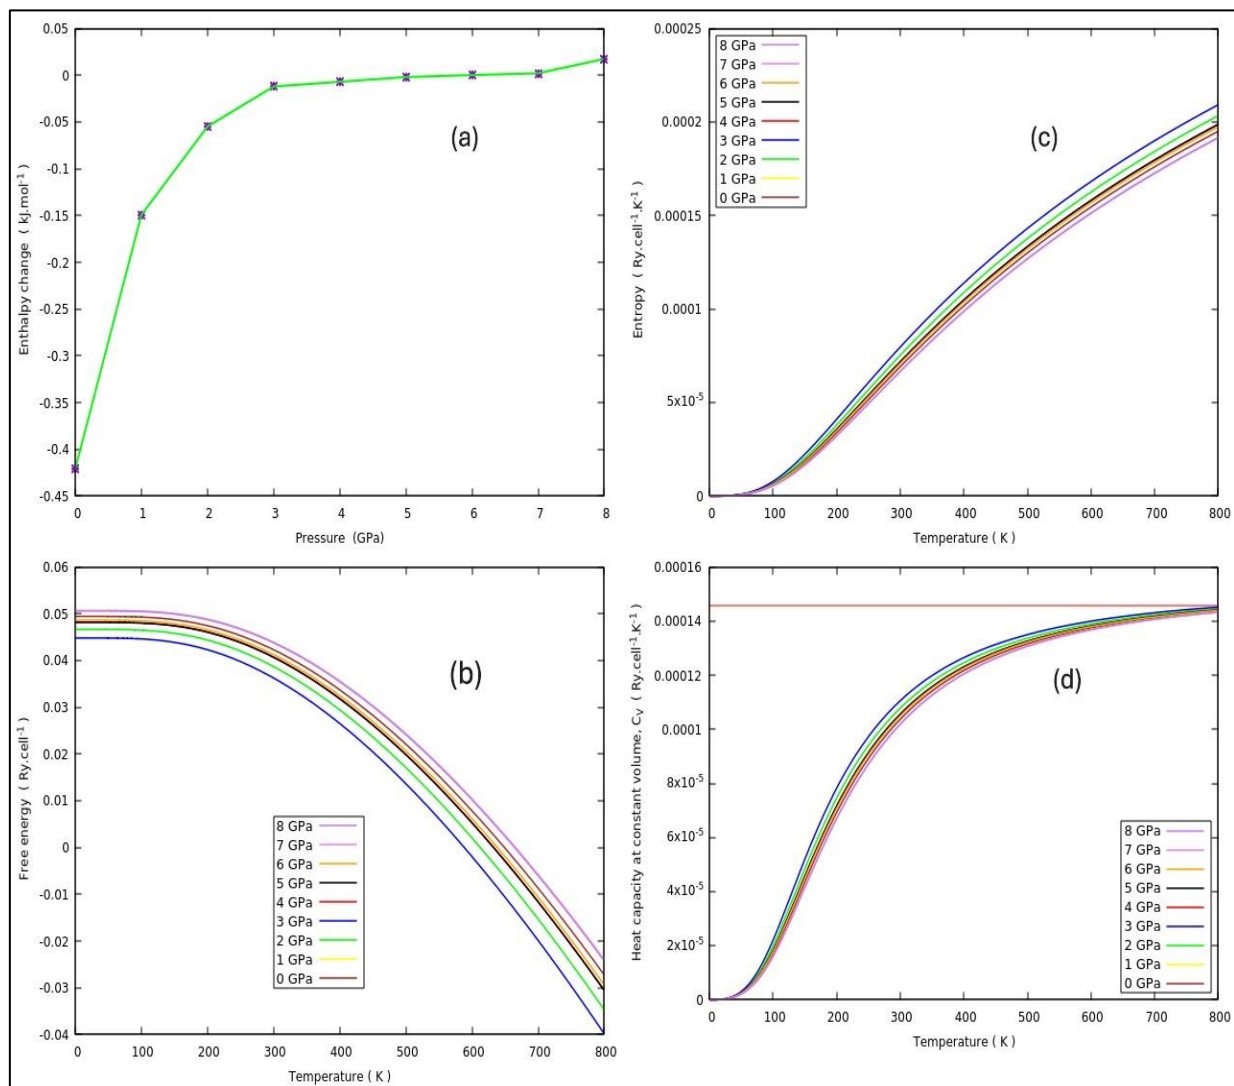 0.05
0
-0.05
-0.1
-0.15
-0.2
-0.25
-0.3
-0.35
-0.4
-0.45
Enthalpy change ( kJ.mol⁻¹ )
(a)
0 1 2 3 4 5 6 7 8
Pressure (GPa)
0.00025
0.0002
0.00015
0.0001
5x10⁻⁵
0
Entropy ( Ry.cell⁻¹.K⁻¹ )
8 GPa
7 GPa
6 GPa
5 GPa
4 GPa
3 GPa
2 GPa
1 GPa
0 GPa
(c)
0 100 200 300 400 500 600 700 800
Temperature ( K )
0.06
0.05
0.04
0.03
0.02
0.01
0
-0.01
-0.02
-0.03
-0.04
Free energy ( Ry.cell⁻¹ )
(b)
8 GPa
7 GPa
6 GPa
5 GPa
4 GPa
3 GPa
2 GPa
1 GPa
0 GPa
0 100 200 300 400 500 600 700 800
Temperature ( K )
0.00016
0.00014
0.00012
0.0001
8x10⁻⁵
6x10⁻⁵
4x10⁻⁵
2x10⁻⁵
0
Heat capacity at constant volume, C_V ( Ry.cell⁻¹.K⁻¹ )
(d)
8 GPa
7 GPa
6 GPa
5 GPa
4 GPa
3 GPa
2 GPa
1 GPa
0 GPa
0 100 200 300 400 500 600 700 800
Temperature ( K )